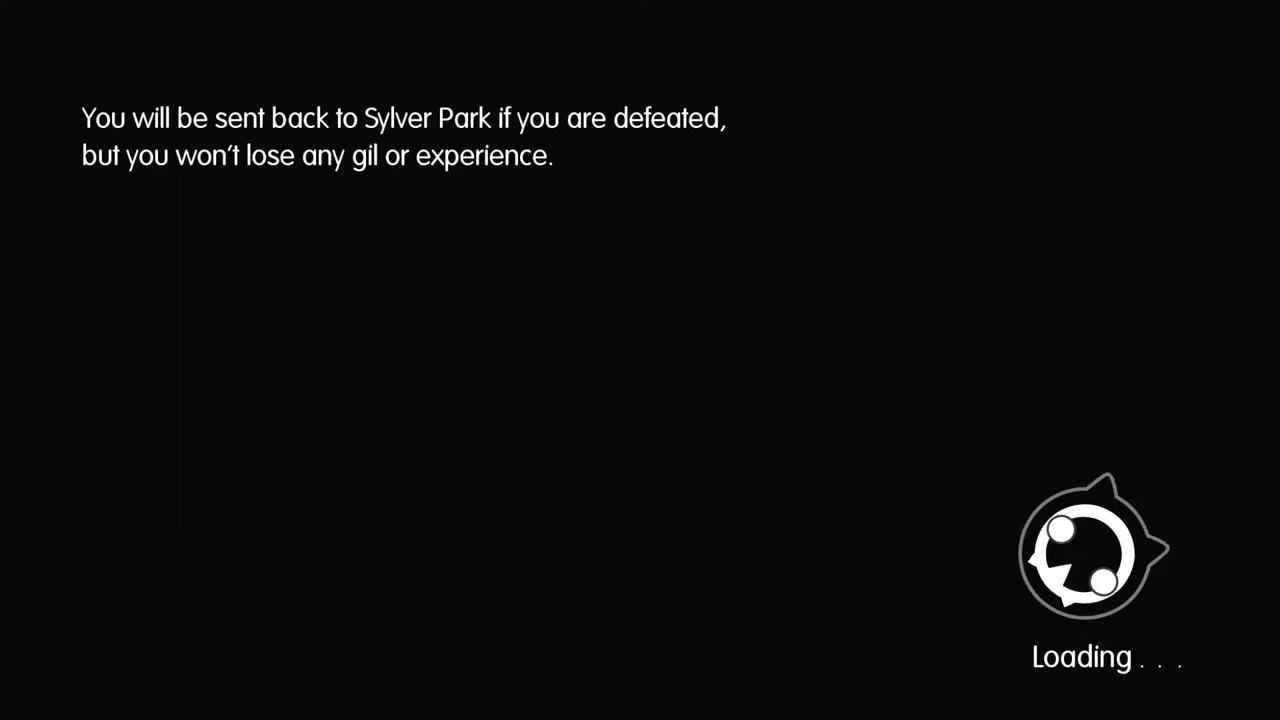 You will be sent back to Sylver Park if you are defeated,
but you won't lose any gil or experience.
Loading . . .